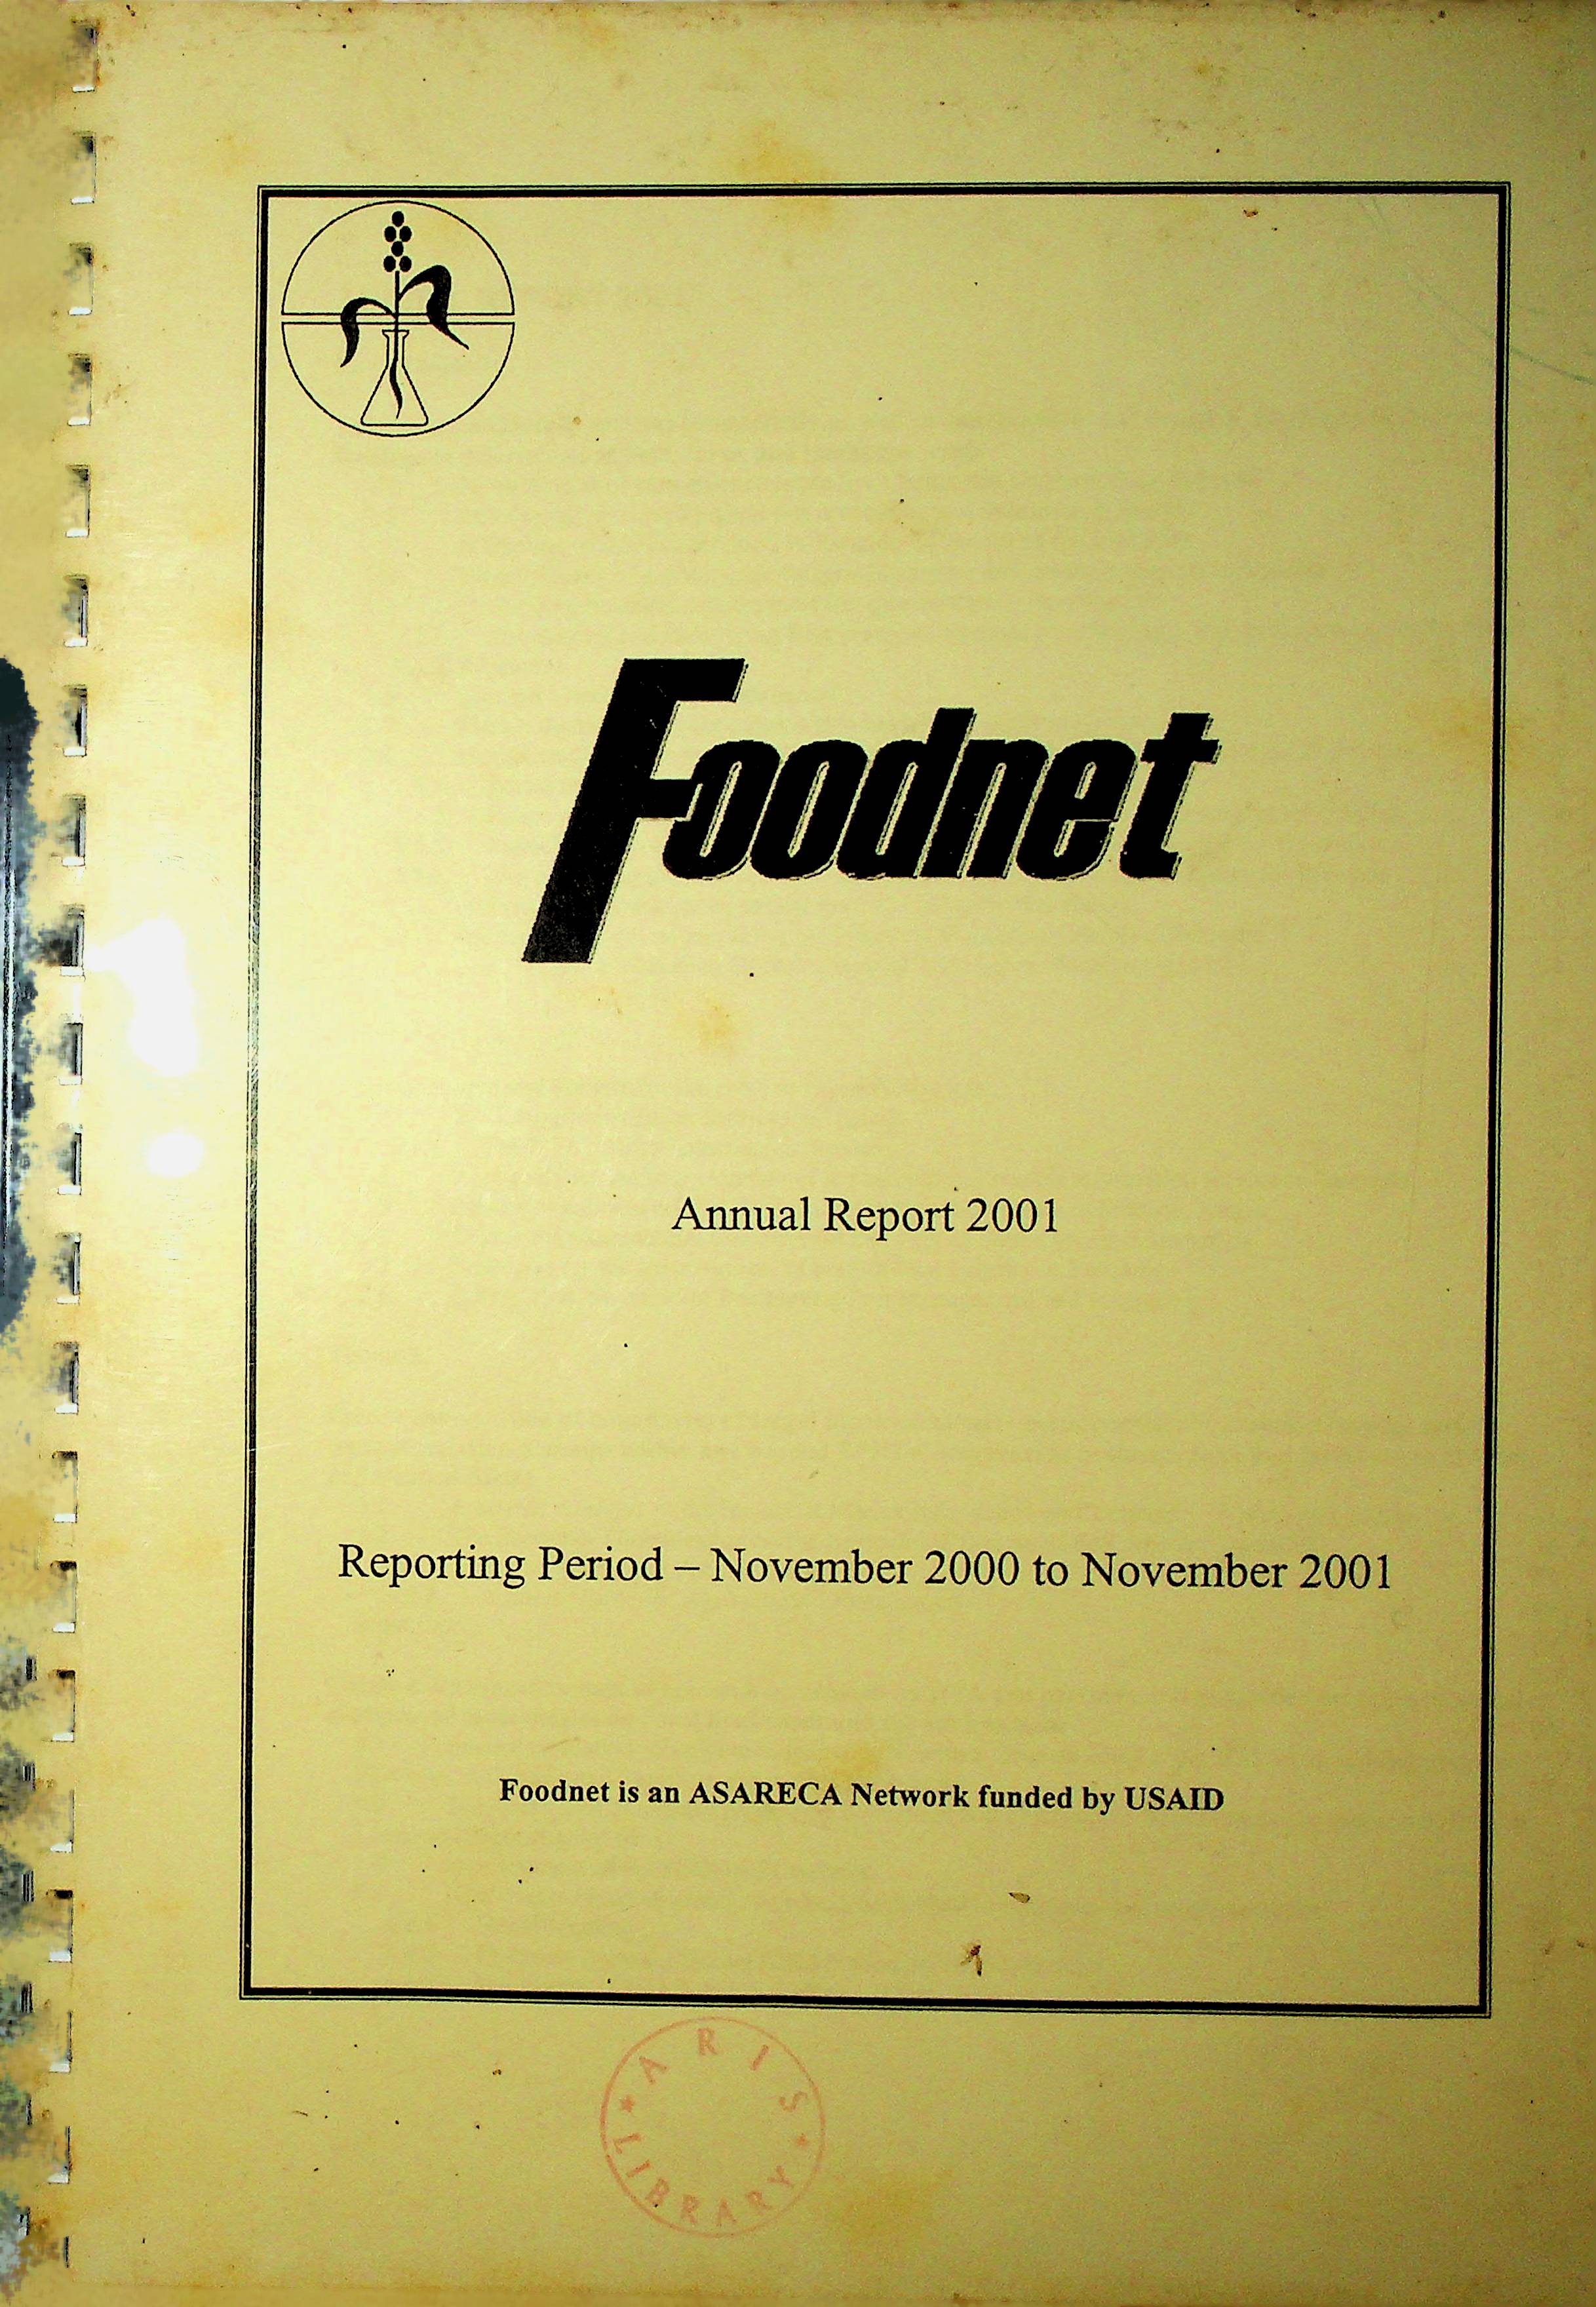 Foodnet
Annual Report 2001
Reporting Period – November 2000 to November 2001
Foodnet is an ASARECA Network funded by USAID
ARIS
LIBRARY